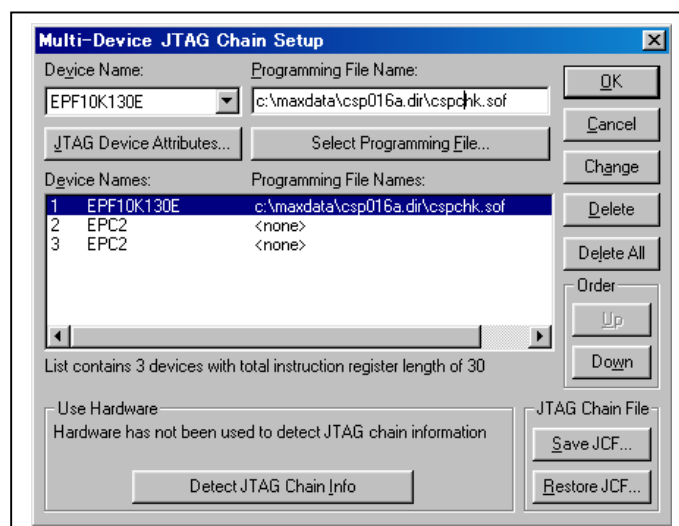 Multi-Device JTAG Chain Setup
Device Name:
Programming File Name:
EPF10K130E
c:\maxdata\csp016a.dir\cspchk.sof
OK
JTAG Device Attributes...
Select Programming File...
Cancel
Change
Device Names:
Programming File Names:
1 EPF10K130E c:\maxdata\csp016a.dir\cspchk.sof
2 EPC2 <none>
3 EPC2 <none>
Delete
Delete All
Order
Up
Down
List contains 3 devices with total instruction register length of 30
Use Hardware
Hardware has not been used to detect JTAG chain information
Detect JTAG Chain Info
JTAG Chain File
Save JCF...
Restore JCF...